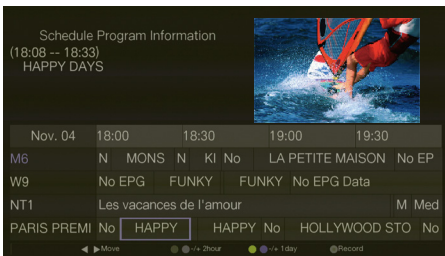 Schedule Program Information
(18:08 -- 18:33)
HAPPY DAYS
Nov. 04 18:00 18:30 19:00 19:30
M6 N MONS N KI No LA PETITE MAISON No EP
W9 No EPG FUNKY FUNKY No EPG Data
NT1 Les vacances de l'amour M Med
PARIS PREMI No HAPPY HAPPY No HOLLYWOOD STO No
Move -/+ 2hour -/+ 1day Record